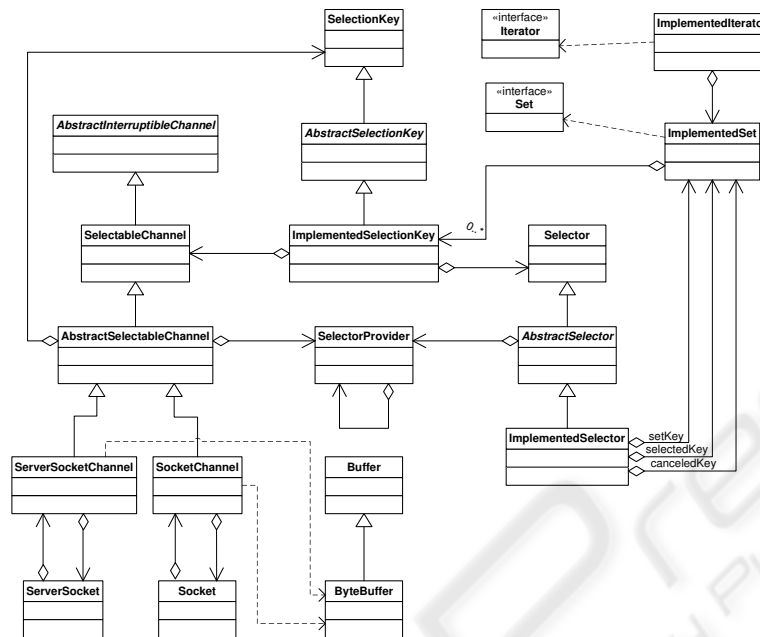 SelectionKey
«interface»
Iterator
ImplementedIterato
«interface»
Set
AbstractInterruptibleChannel
AbstractSelectionKey
ImplementedSet
SelectableChannel
ImplementedSelectionKey
0..*
Selector
AbstractSelectableChannel
SelectorProvider
AbstractSelector
ImplementedSelector
setKey
selectedKey
canceledKey
ServerSocketChannel
SocketChannel
Buffer
ServerSocket
Socket
ByteBuffer